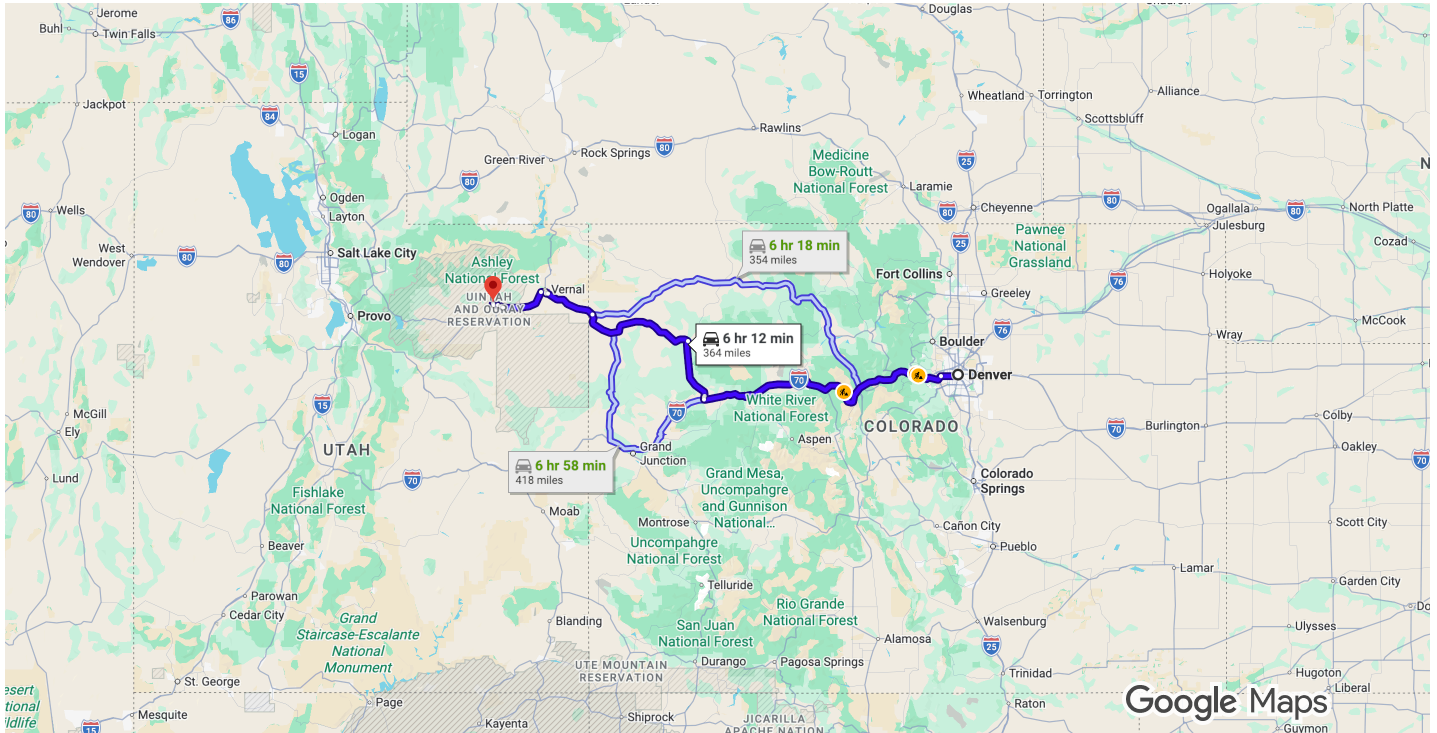 Jerome
86
Douglas
Buhl
Twin Falls
15
Jackpot
84
Wheatland
Torrington
Alliance
Scottsbluff
Logan
Rawlins
Green River
Rock Springs
80
25
Medicine
Bow-Routt
National Forest
Laramie
80
Ogden
Layton
80
Wells
80
Cheyenne
80
Ogallala
80
North Platte
Julesburg
West
Wendover
80
80
Salt Lake City
25
Pawnee
National
Grassland
Cozad
6 hr 18 min
354 miles
Ashley
National Forest
Vernal
UINTAH
AND OURAY
RESERVATION
Fort Collins
76
Holyoke
Greeley
Provo
McCook
76
Wray
6 hr 12 min
364 miles
Boulder
Denver
70
White River
National Forest
15
McGill
Ely
70
Colby
70
Burlington
COLORADO
Aspen
UTAH
Grand
Junction
Oakley
70
6 hr 58 min
418 miles
Lund
70
Grand Mesa,
Uncompahgre
and Gunnison
National...
Colorado
Springs
Fishlake
National Forest
Moab
Montrose
Cañon City
Scott City
Uncompahgre
National Forest
Beaver
Pueblo
Lamar
Garden City
Telluride
Parowan
Cedar City
Rio Grande
National Forest
Grand
Staircase-Escalante
National
Monument
Blanding
San Juan
National Forest
Walsenburg
Ulysses
Alamosa
25
UTE MOUNTAIN
RESERVATION
Durango
Pagosa Springs
Trinidad
Hugoton
Liberal
St. George
Page
Raton
Google Maps
Mesquite
15
Kayenta
Shiprock
JICARILLA
APACHE NATION
Guymon